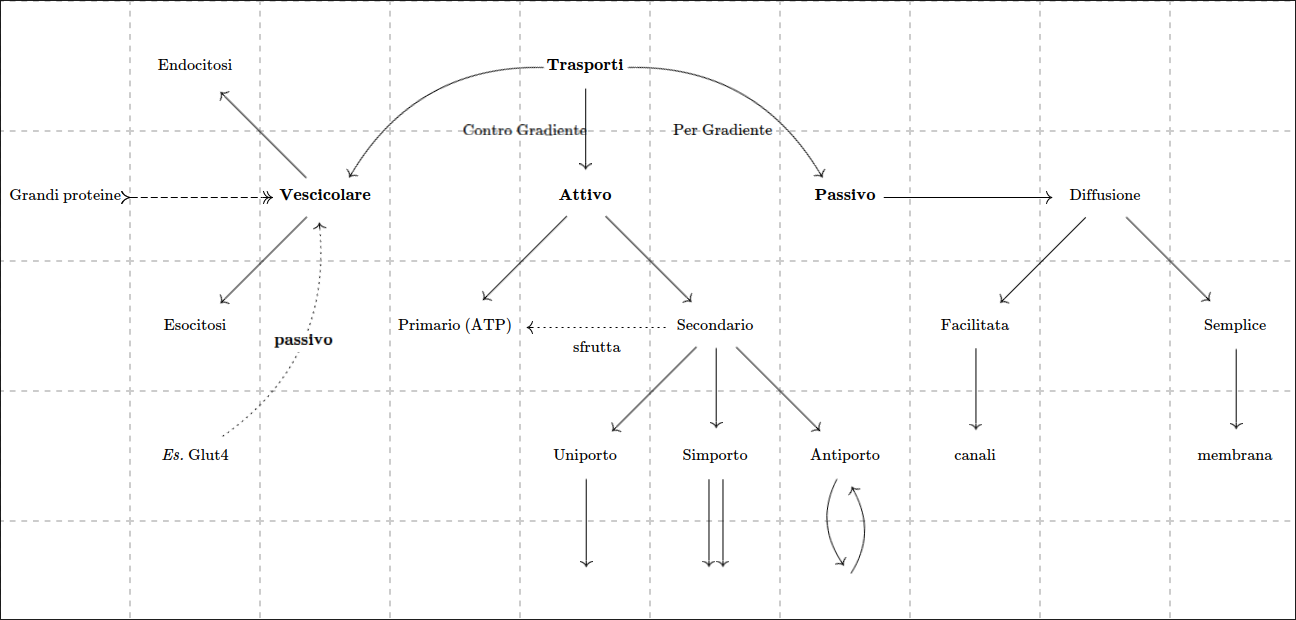 Endocitosi
Trasporti
Contro Gradiente
Per Gradiente
Grandi proteine
Vescicolare
Attivo
Passivo
Diffusione
Esocitosi
passivo
Primario (ATP)
sfrutta
Secondario
Facilitata
Semplice
Es. Glut4
Uniporto
Simporto
Antiporto
canali
membrana